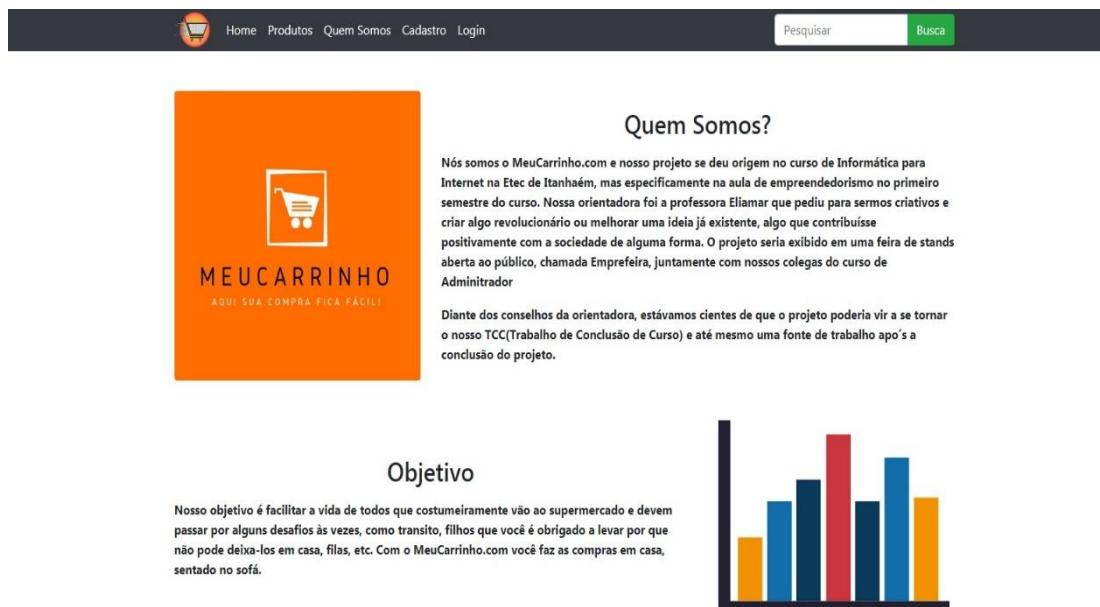 Home Produtos Quem Somos Cadastro Login
Pesquisar Busca
MEUCARRINHO
AQUI SUA COMPRA FICA FÁCIL!
Quem Somos?
Nós somos o MeuCarrinho.com e nosso projeto se deu origem no curso de Informática para
Internet na Etec de Itanhaém, mas especificamente na aula de empreendedorismo no primeiro
semestre do curso. Nossa orientadora foi a professora Eliamar que pediu para sermos criativos e
criar algo revolucionário ou melhorar uma ideia já existente, algo que contribuísse
positivamente com a sociedade de alguma forma. O projeto seria exibido em uma feira de stands
aberta ao público, chamada Emprefeira, juntamente com nossos colegas do curso de
Adminitrador
Diante dos conselhos da orientadora, estávamos cientes de que o projeto poderia vir a se tornar
o nosso TCC(Trabalho de Conclusão de Curso) e até mesmo uma fonte de trabalho apo´s a
conclusão do projeto.
Objetivo
Nosso objetivo é facilitar a vida de todos que costumeiramente vão ao supermercado e devem
passar por alguns desafios às vezes, como transito, filhos que você é obrigado a levar por que
não pode deixa-los em casa, filas, etc. Com o MeuCarrinho.com você faz as compras em casa,
sentado no sofá.